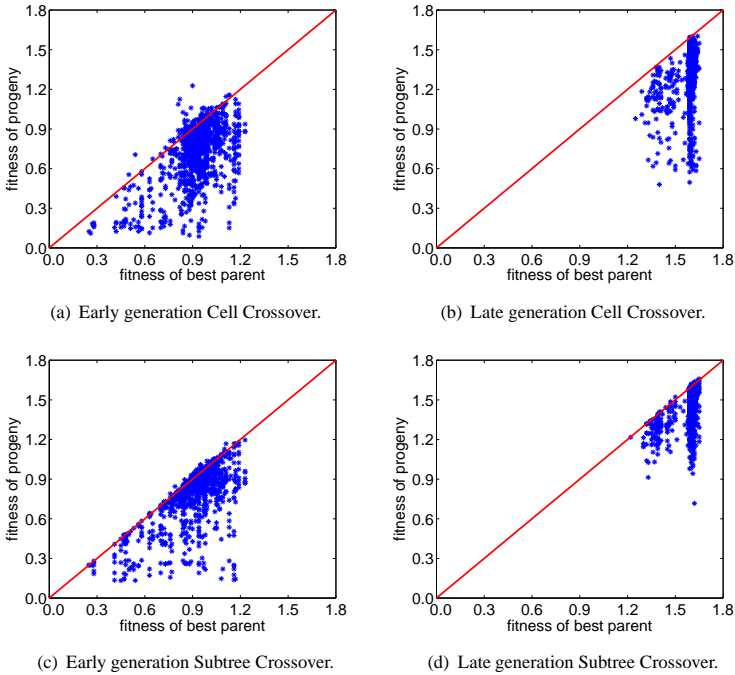 1.8
1.5
1.2
0.9
0.6
0.3
0.0
fitness of progeny
0.0 0.3 0.6 0.9 1.2 1.5 1.8
fitness of best parent
(a) Early generation Cell Crossover.
1.8
1.5
1.2
0.9
0.6
0.3
0.0
fitness of progeny
0.0 0.3 0.6 0.9 1.2 1.5 1.8
fitness of best parent
(b) Late generation Cell Crossover.
1.8
1.5
1.2
0.9
0.6
0.3
0.0
fitness of progeny
0.0 0.3 0.6 0.9 1.2 1.5 1.8
fitness of best parent
(c) Early generation Subtree Crossover.
1.8
1.5
1.2
0.9
0.6
0.3
0.0
fitness of progeny
0.0 0.3 0.6 0.9 1.2 1.5 1.8
fitness of best parent
(d) Late generation Subtree Crossover.